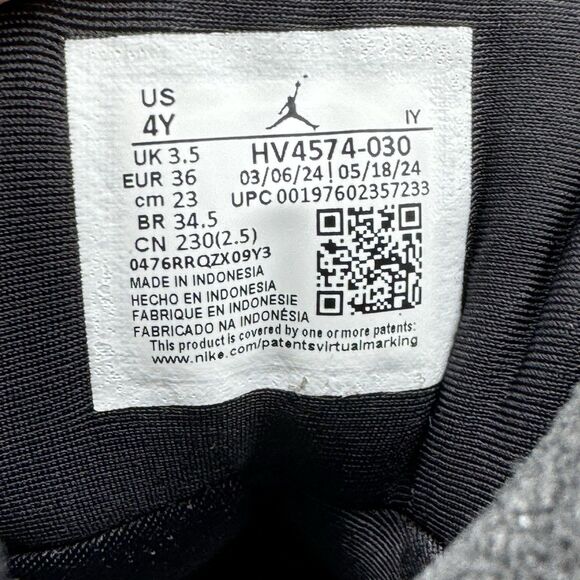 US
4Y
IY
UK 3.5
HV4574-030
EUR 36
03/06/24 | 05/18/24
cm 23
UPC 00197602357233
BR 34.5
CN 230(2.5)
0476RRQZX09Y3
MADE IN INDONESIA
HECHO EN INDONESIA
FABRIQUE EN INDONESIE
FABRICADO NA INDONÉSIA
This product is covered by one or more patents:
www.nike.com/patentsvirtualmarking